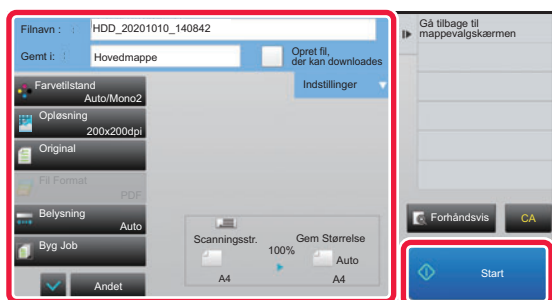 Filnavn : : HDD_20201010_140842
Gemt i: : Hovedmappe
Opret fil,
der kan downloades
Indstillinger
Farvetilstand
Auto/Mono2
Opløsning
200x200dpi
Original
Fil Format
PDF
Belysning
Auto
Byg Job
Andet
Scanningsstr.
A4
100%
Gem Størrelse
Auto
A4
Gå tilbage til
mappevalgskærmen
Forhåndsvis
CA
Start